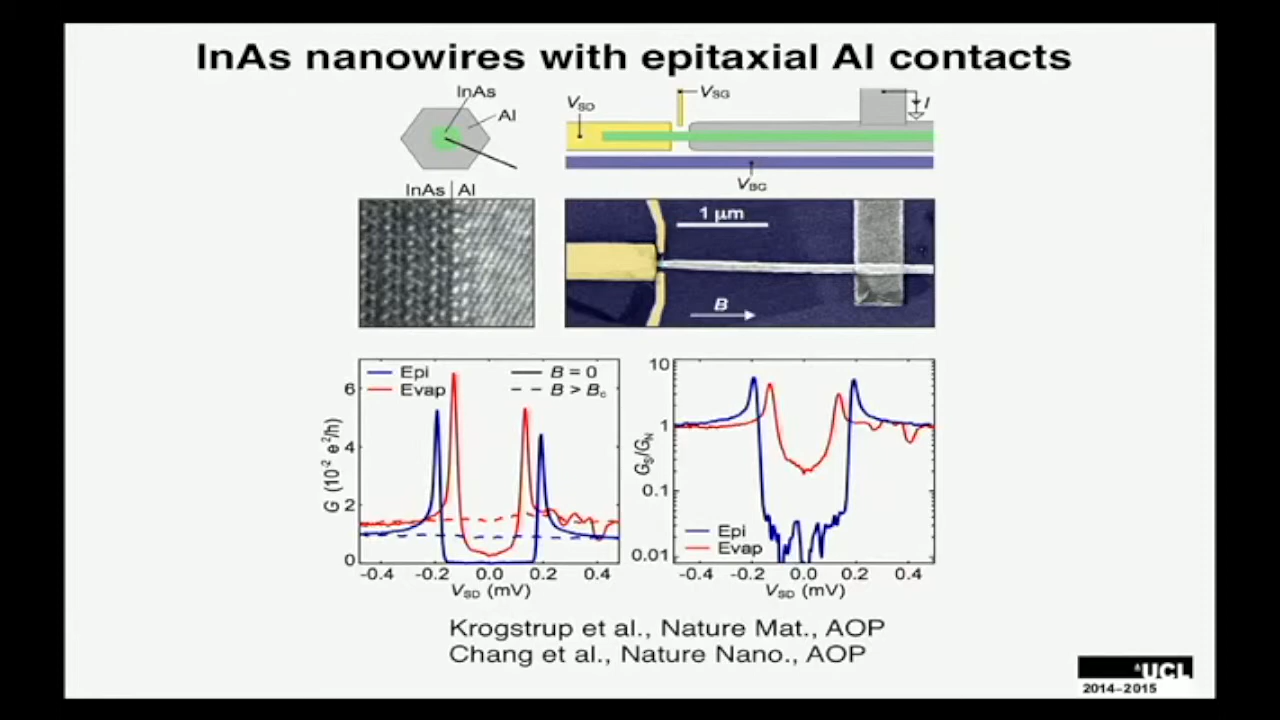 InAs nanowires with epitaxial Al contacts
InAs
Al
InAs | Al
V_SD
V_SG
I
V_BG
1 μm
B
Epi
Evap
B = 0
B > B_c
6
4
2
0
G (10⁻² e²/h)
-0.4 -0.2 0.0 0.2 0.4
V_SD (mV)
10
1
0.1
0.01
G_S/G_N
Epi
Evap
-0.4 -0.2 0.0 0.2 0.4
V_SD (mV)
Krogstrup et al., Nature Mat., AOP
Chang et al., Nature Nano., AOP
UCL
2014–2015